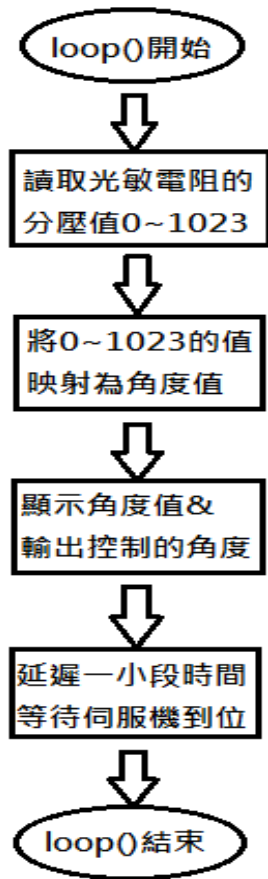 loop()開始
讀取光敏電阻的
分壓值0~1023
將0~1023的值
映射為角度值
顯示角度值&
輸出控制的角度
延遲一小段時間
等待伺服機到位
loop()結束